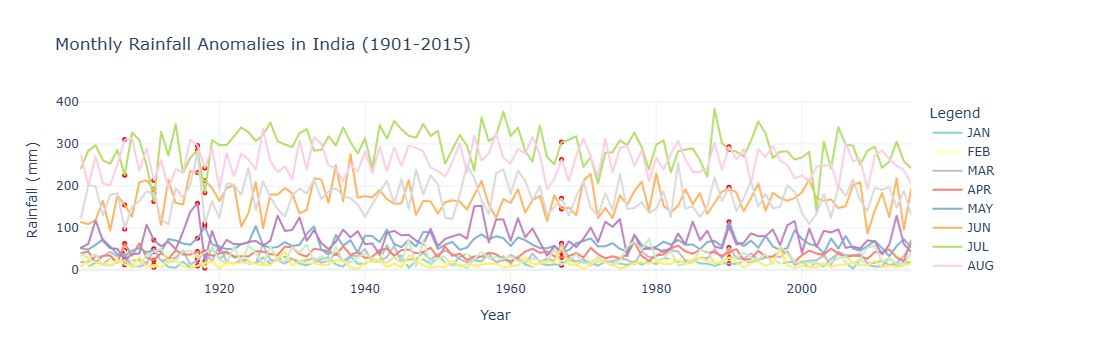 Monthly Rainfall Anomalies in India (1901-2015)
Legend
JAN
FEB
MAR
APR
MAY
JUN
JUL
AUG
Rainfall (mm)
400
300
200
100
0
1920
1940
1960
1980
2000
Year